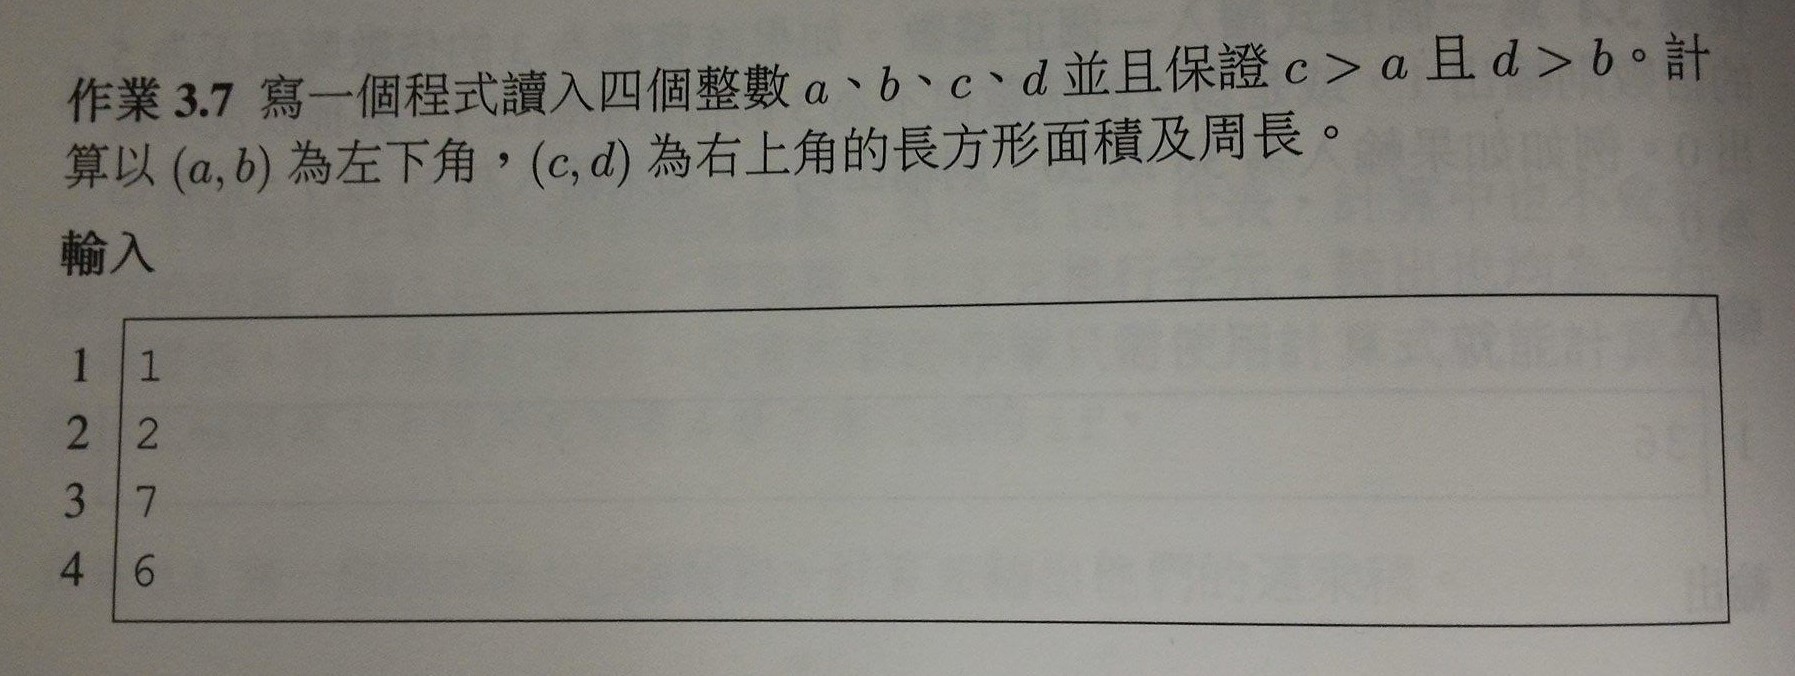 作業 3.7 寫一個程式讀入四個整數 a、b、c、d 並且保證 c > a 且 d > b。計
算以 (a, b) 為左下角，(c, d) 為右上角的長方形面積及周長。
輸入
1 1
2 2
3 7
4 6